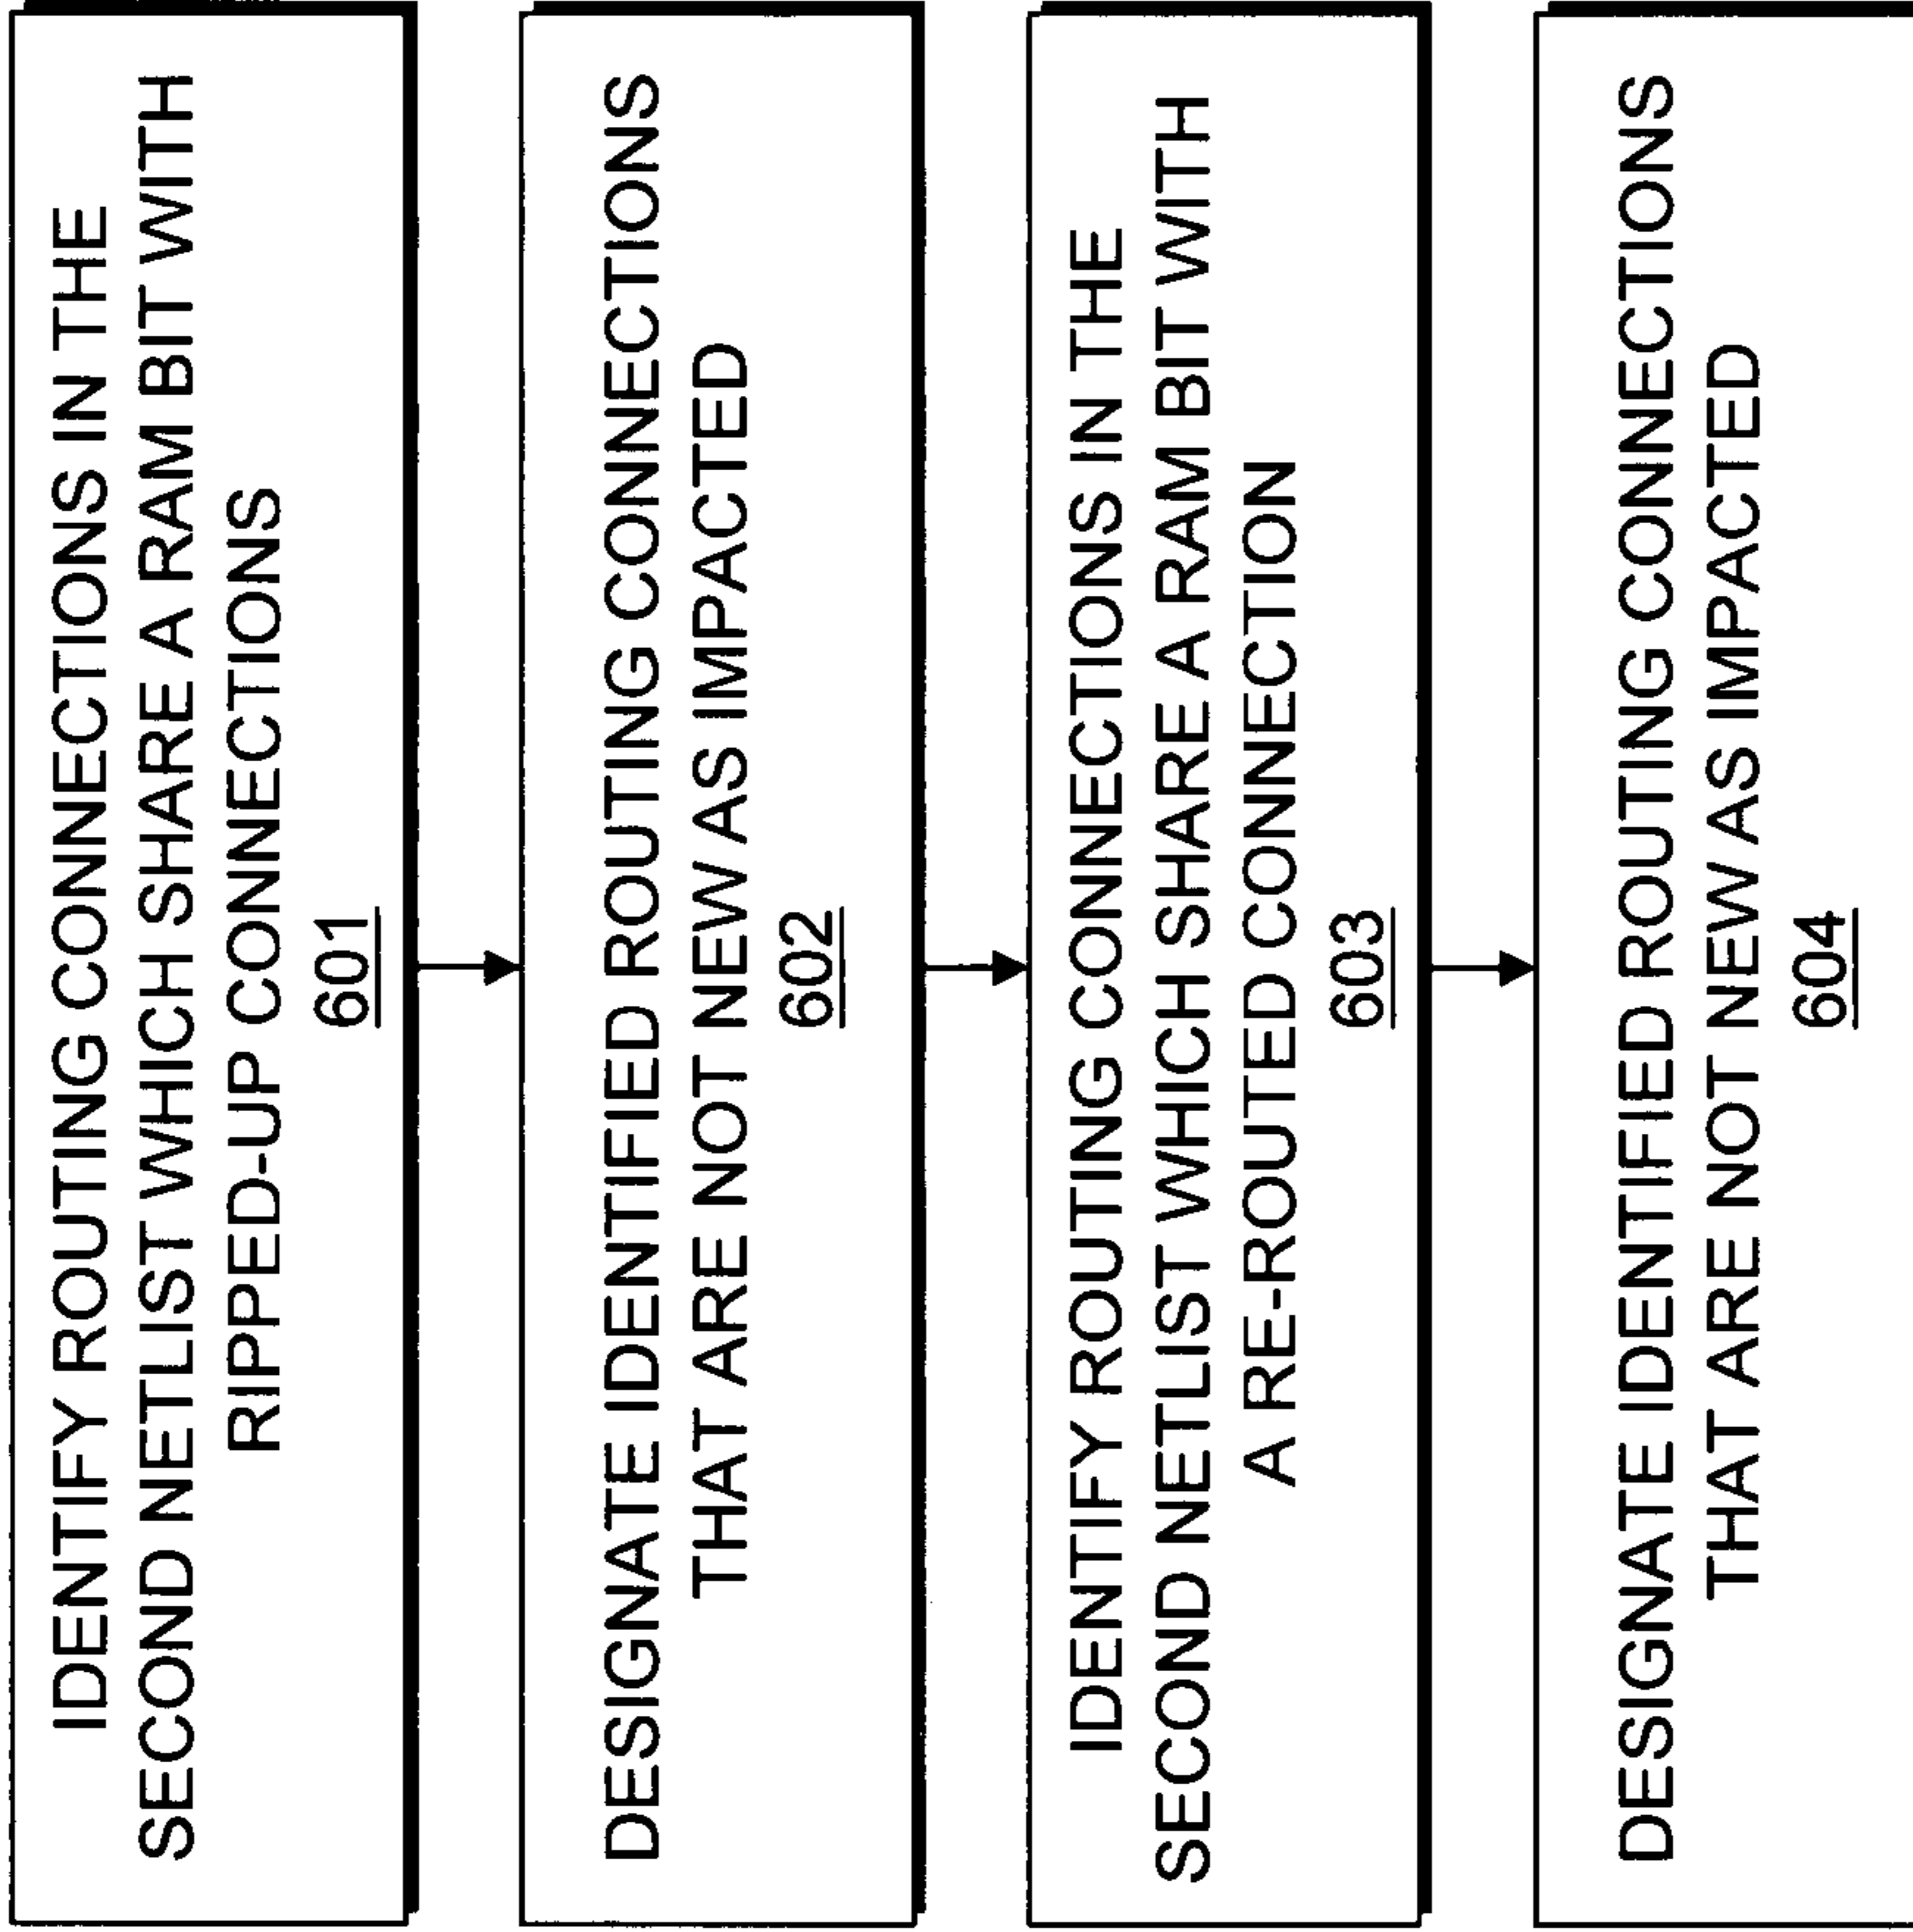 IDENTIFY ROUTING CONNECTIONS IN THE
SECOND NETLIST WHICH SHARE A RAM BIT WITH
RIPPED-UP CONNECTIONS
601
DESIGNATE IDENTIFIED ROUTING CONNECTIONS
THAT ARE NOT NEW AS IMPACTED
602
IDENTIFY ROUTING CONNECTIONS IN THE
SECOND NETLIST WHICH SHARE A RAM BIT WITH
A RE-ROUTED CONNECTION
603
DESIGNATE IDENTIFIED ROUTING CONNECTIONS
THAT ARE NOT NEW AS IMPACTED
604